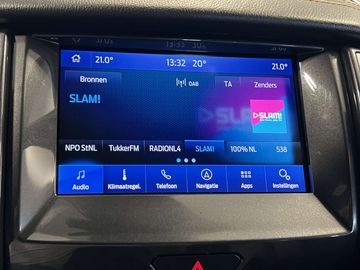 21.0° 13:32 20° 21.0°
Bronnen DAB TA Zenders
SLAM!
SLAM!
NPO StNL TukkerFM RADIONL4 SLAM! 100% NL 538
Audio Klimaatregel. Telefoon Navigatie Apps Instellingen